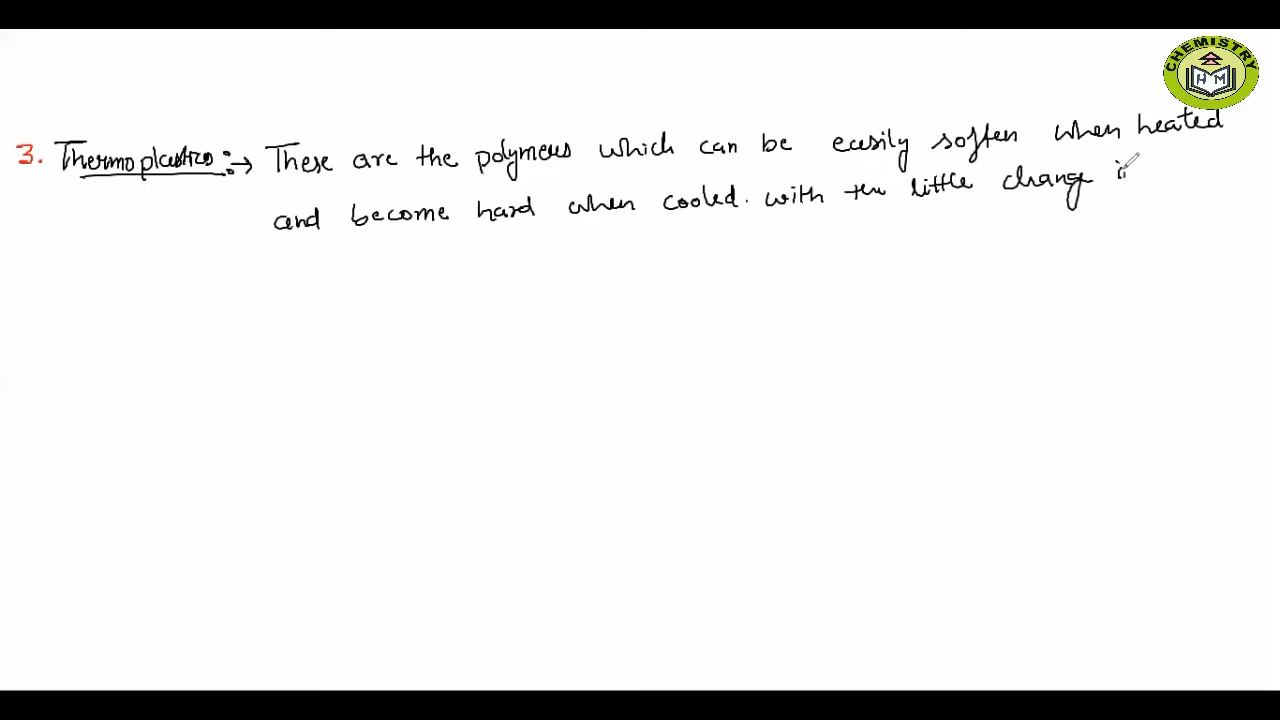 CHEMISTRY
HM
3. Thermoplastics :→ These are the polymers which can be easily soften when heated
and become hard when cooled. with the little change i